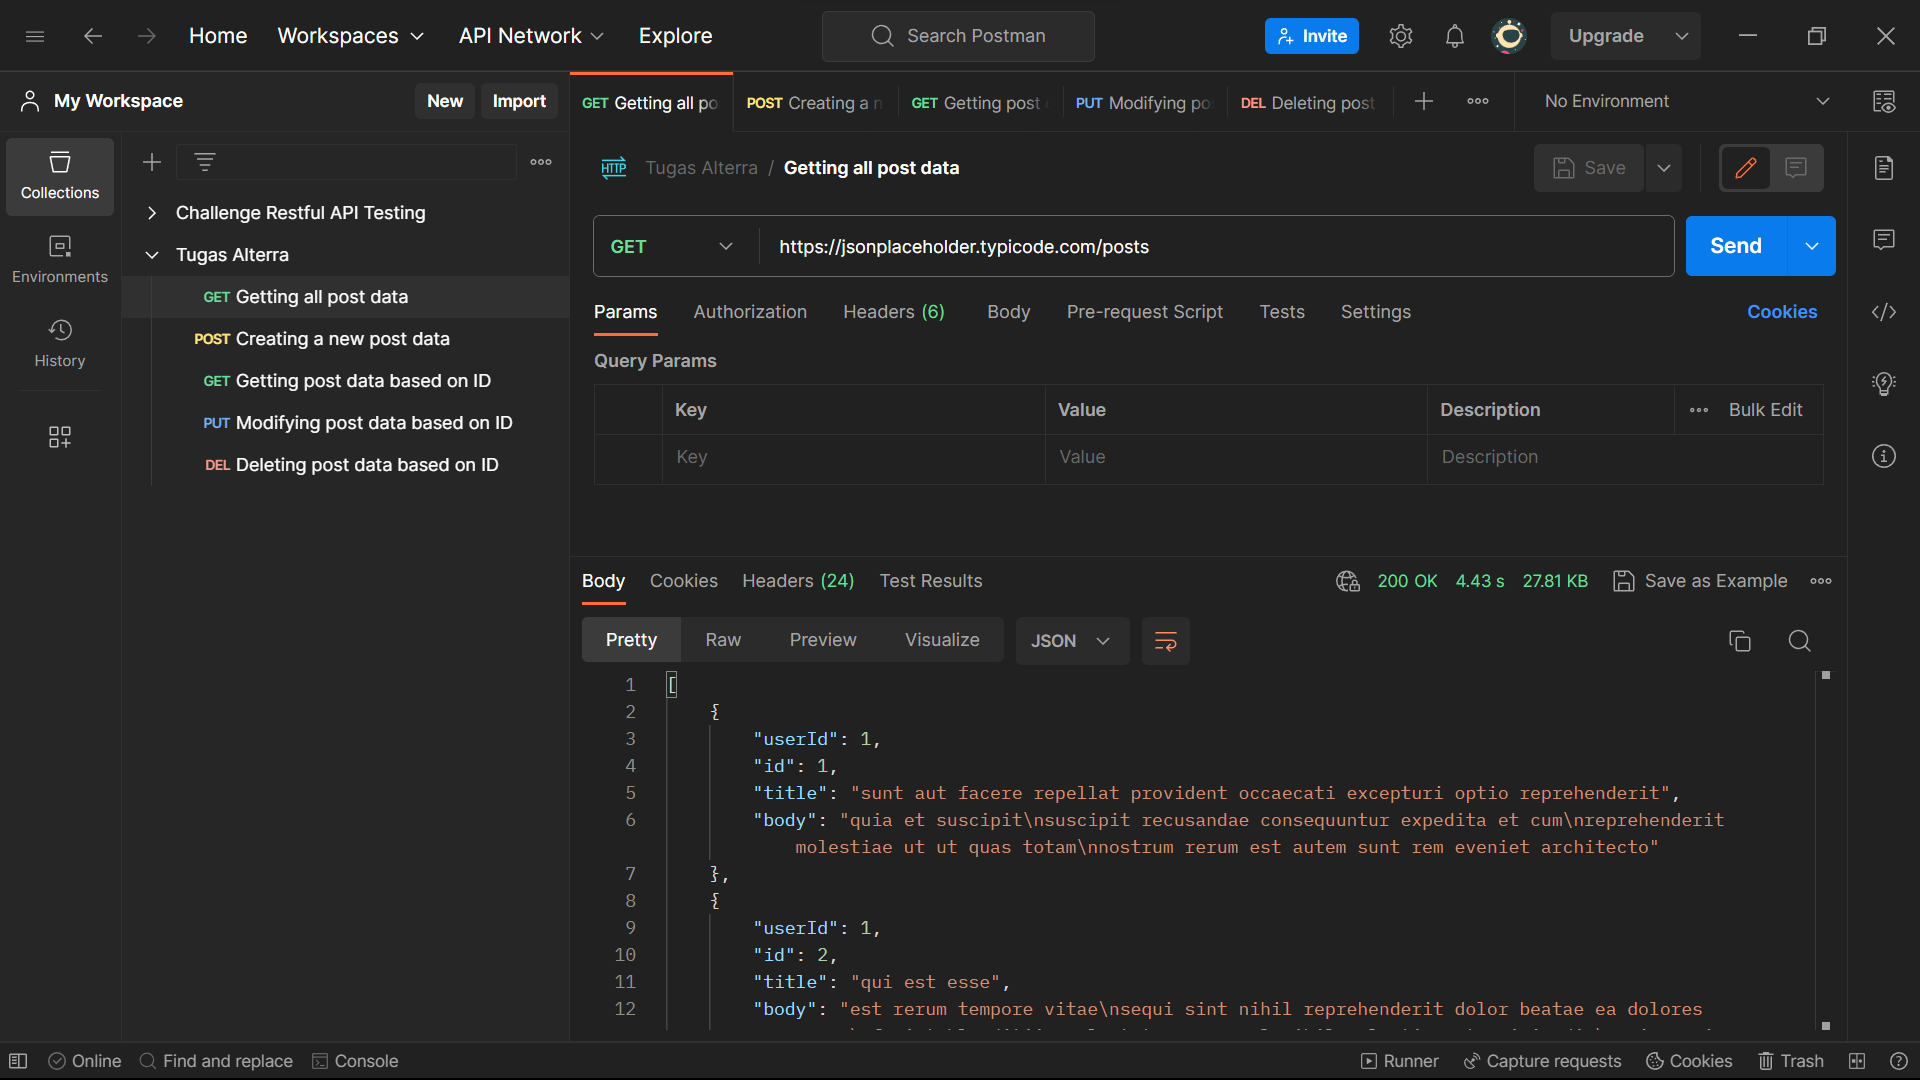 Home Workspaces API Network Explore Search Postman Invite Upgrade
My Workspace New Import
GET Getting all po POST Creating a n GET Getting post PUT Modifying po DEL Deleting post No Environment
Collections
Environments
History
Challenge Restful API Testing
Tugas Alterra
GET Getting all post data
POST Creating a new post data
GET Getting post data based on ID
PUT Modifying post data based on ID
DEL Deleting post data based on ID
HTTP Tugas Alterra / Getting all post data Save
GET https://jsonplaceholder.typicode.com/posts Send
Params Authorization Headers (6) Body Pre-request Script Tests Settings Cookies
Query Params
Key Value Description Bulk Edit
Key Value Description
Body Cookies Headers (24) Test Results 200 OK 4.43 s 27.81 KB Save as Example
Pretty Raw Preview Visualize JSON
1 [
2 {
3 "userId": 1,
4 "id": 1,
5 "title": "sunt aut facere repellat provident occaecati excepturi optio reprehenderit",
6 "body": "quia et suscipit\nsuscipit recusandae consequuntur expedita et cum\nreprehenderit
molestiae ut ut quas totam\nnostrum rerum est autem sunt rem eveniet architecto"
7 },
8 {
9 "userId": 1,
10 "id": 2,
11 "title": "qui est esse",
12 "body": "est rerum tempore vitae\nsequi sint nihil reprehenderit dolor beatae ea dolores
Online Find and replace Console Runner Capture requests Cookies Trash